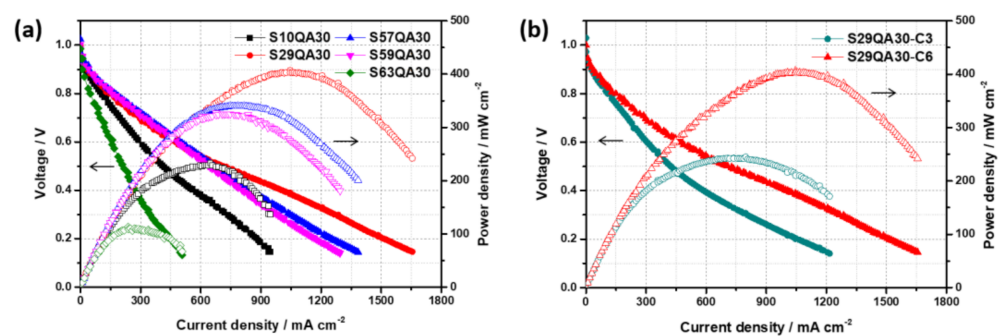 (a)
S10QA30 S57QA30
S29QA30 S59QA30
S63QA30
Voltage / V
1.0
0.8
0.6
0.4
0.2
0.0
0 300 600 900 1200 1500 1800
Current density / mA cm-2
500
400
300
200
100
0
Power density / mW cm-2
(b)
S29QA30-C3
S29QA30-C6
Voltage / V
1.0
0.8
0.6
0.4
0.2
0.0
0 300 600 900 1200 1500 1800
Current density / mA cm-2
500
400
300
200
100
0
Power density / mW cm-2